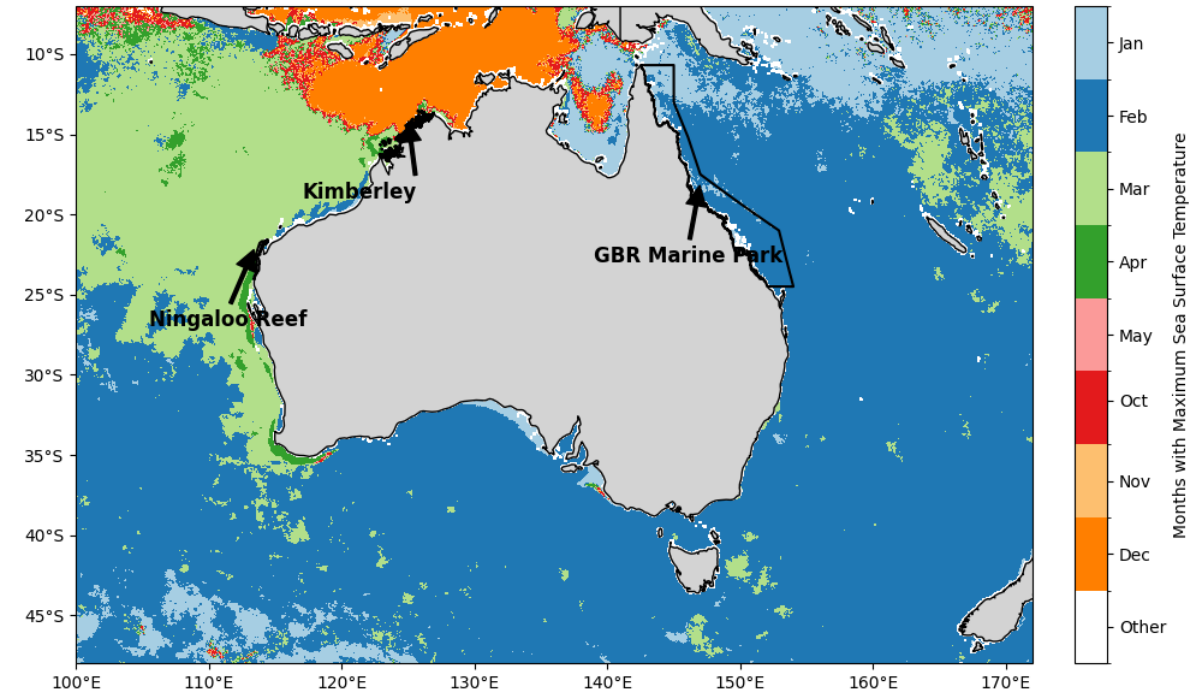 10°S
15°S
20°S
25°S
30°S
35°S
40°S
45°S
100°E
110°E
120°E
130°E
140°E
150°E
160°E
170°E
Kimberley
GBR Marine Park
Ningaloo Reef
Jan
Feb
Mar
Apr
May
Oct
Nov
Dec
Other
Months with Maximum Sea Surface Temperature